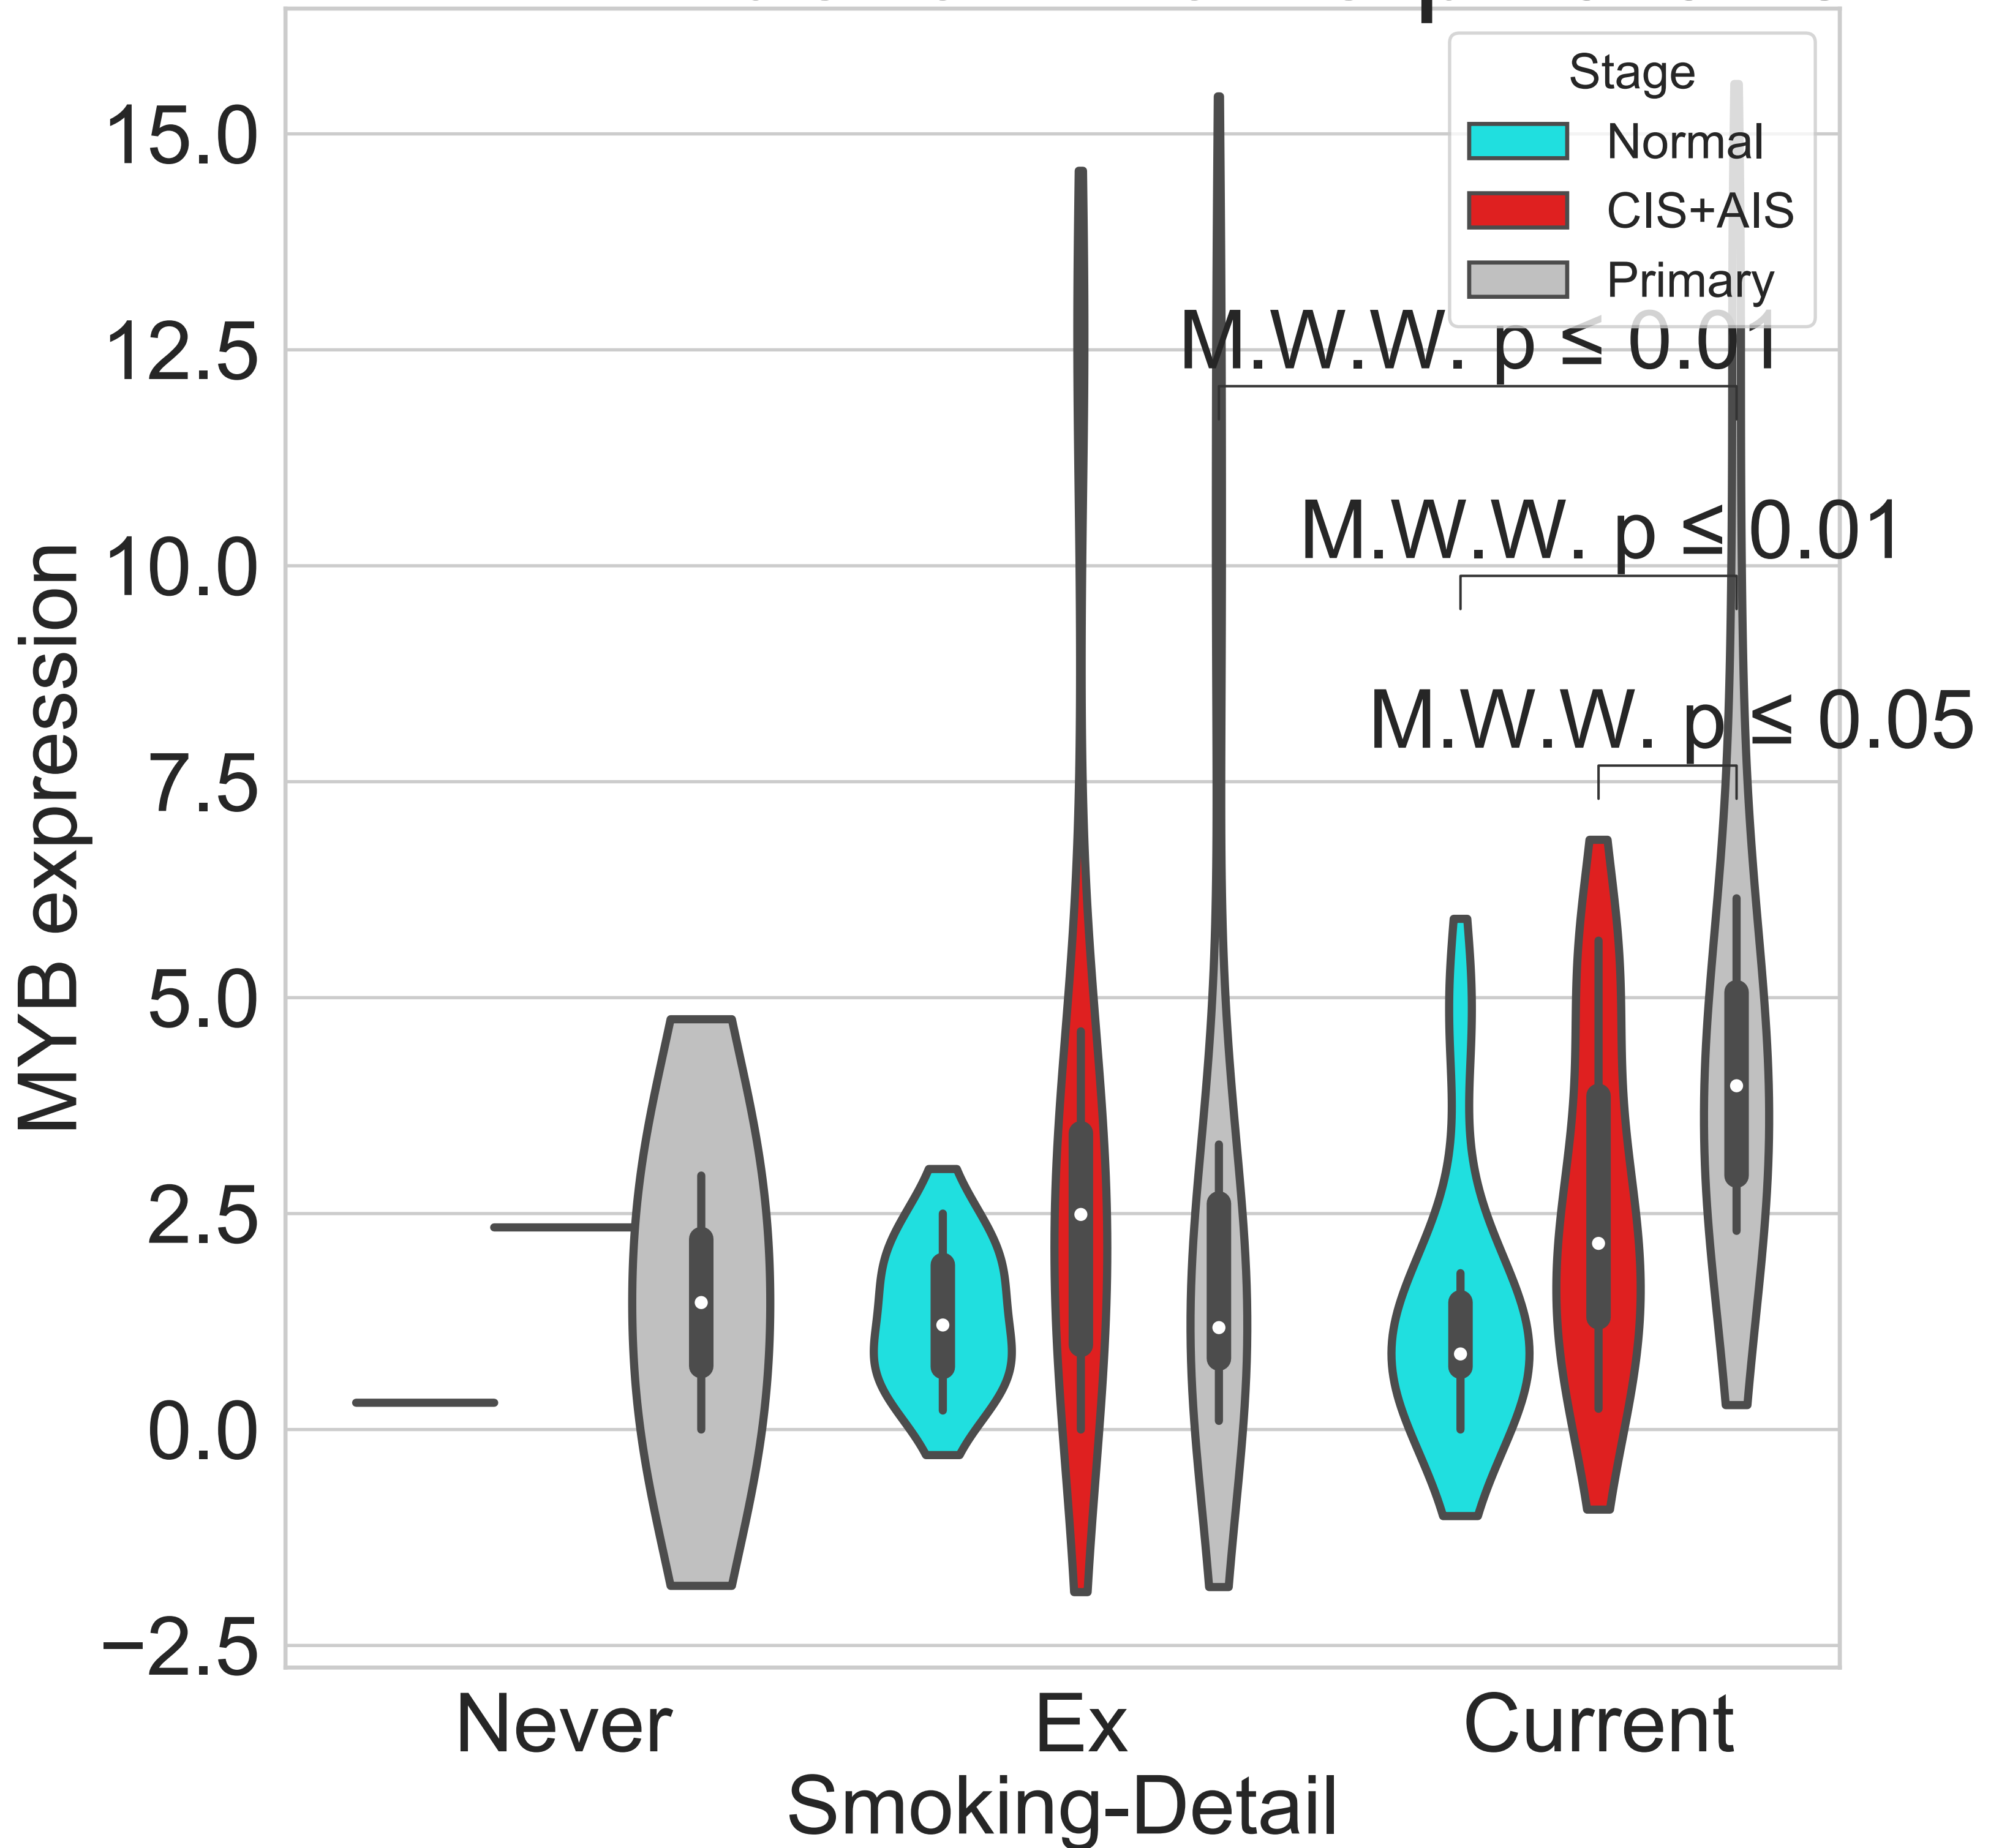 Stage
Normal
CIS+AIS
Primary
15.0
12.5
10.0
7.5
5.0
2.5
0.0
−2.5
MYB expression
M.W.W. p ≤ 0.01
M.W.W. p ≤ 0.01
M.W.W. p ≤ 0.05
Never
Ex
Current
Smoking-Detail